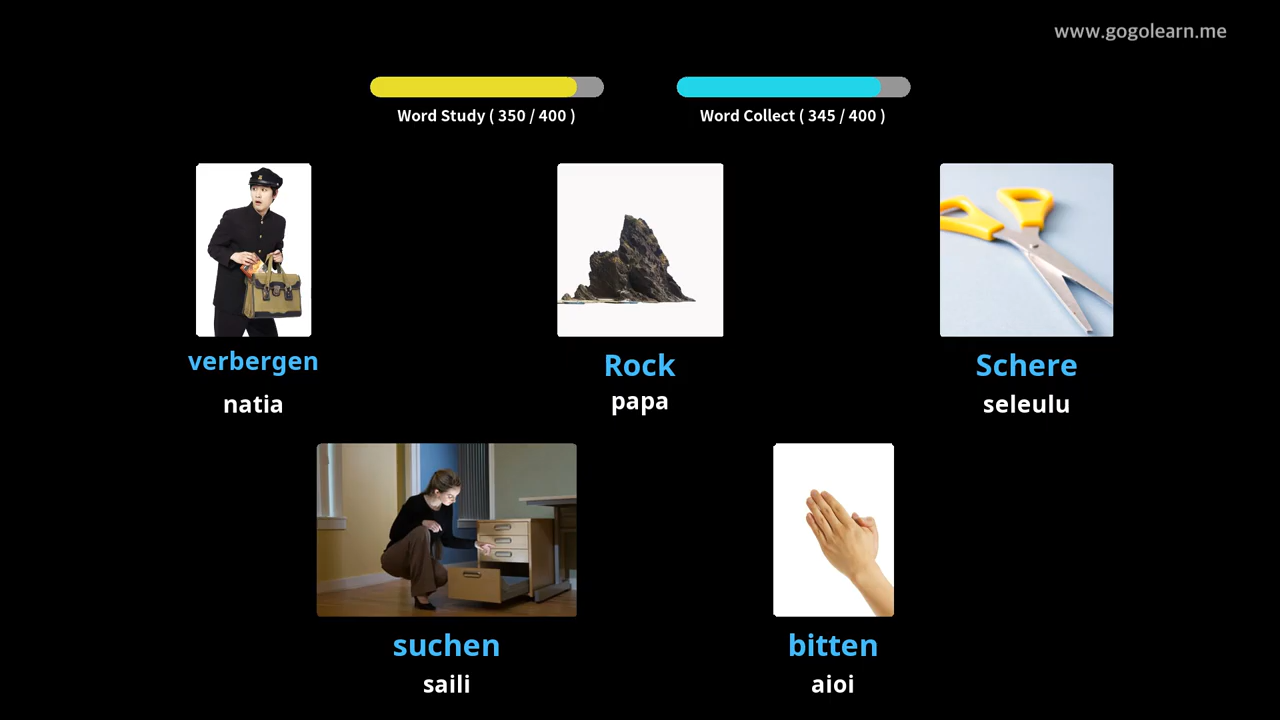 www.gogolearn.me
Word Study ( 350 / 400 )
Word Collect ( 345 / 400 )
verbergen
natia
Rock
papa
Schere
seleulu
suchen
saili
bitten
aioi